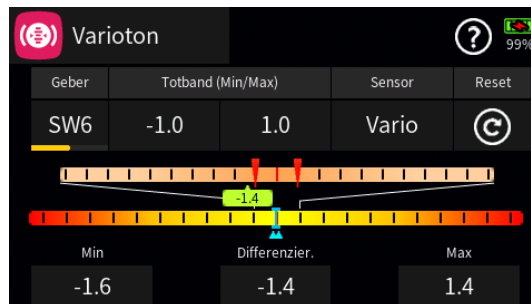 Varioton
?
99%
Geber Totband (Min/Max) Sensor Reset
SW6 -1.0 1.0 Vario C
-1.4
Min Differenzier. Max
-1.6 -1.4 1.4